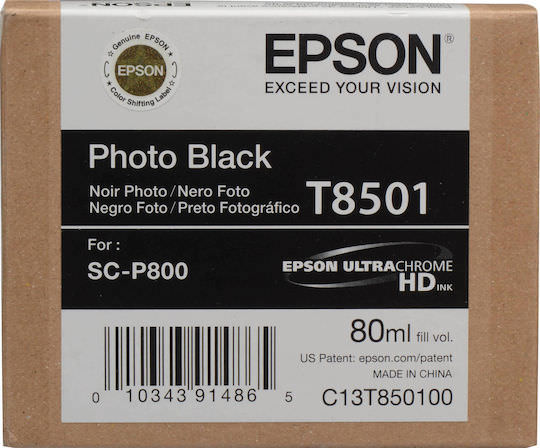 Genuine EPSON
EPSON
Color Shifting Label
EPSON®
EXCEED YOUR VISION
Photo Black
Noir Photo/Nero Foto
Negro Foto/Preto Fotográfico
T8501
For :
SC-P800
EPSON ULTRACHROME
HD INK
80ml fill vol.
US Patent: epson.com/patent
MADE IN CHINA
0 10343 91486 5
C13T850100